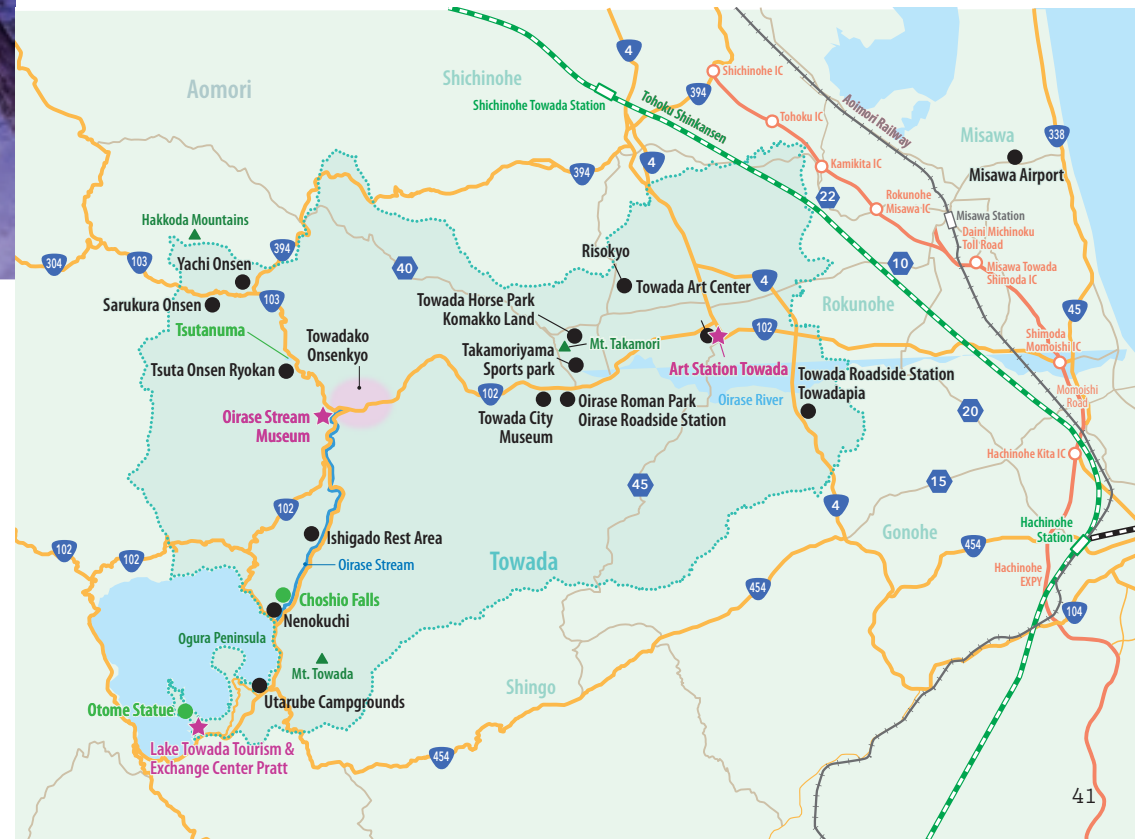 Aomori
Shichinohe
Shichinohe Towada Station
4
394
Shichinohe IC
Tohoku Shinkansen
Tohoku IC
Aoimori Railway
Misawa
338
Misawa Airport
4
394
Kamikita IC
22
Rokunohe
Misawa IC
Misawa Station
Daini Michinoku
Toll Road
Misawa Towada
Shimoda IC
10
Hakkoda Mountains
304
103
394
Yachi Onsen
Sarukura Onsen
103
40
Risokyo
Towada Art Center
4
Rokunohe
45
Tsutanuma
Tsuta Onsen Ryokan
Towadako
Onsenkyo
Towada Horse Park
Komakko Land
Mt. Takamori
Takamoriyama
Sports park
102
Art Station Towada
Shimoda
Momoishi IC
Momoishi
Road
102
Oirase River
Towada Roadside Station
Towadapia
Oirase Stream
Museum
Towada City
Museum
Oirase Roman Park
Oirase Roadside Station
20
Hachinohe Kita IC
45
15
102
4
Ishigado Rest Area
Oirase Stream
Towada
Gonohe
454
Hachinohe
Station
Hachinohe
EXPY
102
102
454
104
Choshio Falls
Nenokuchi
Ogura Peninsula
Mt. Towada
Shingo
Utarube Campgrounds
Otome Statue
Lake Towada Tourism &
Exchange Center Pratt
454
41